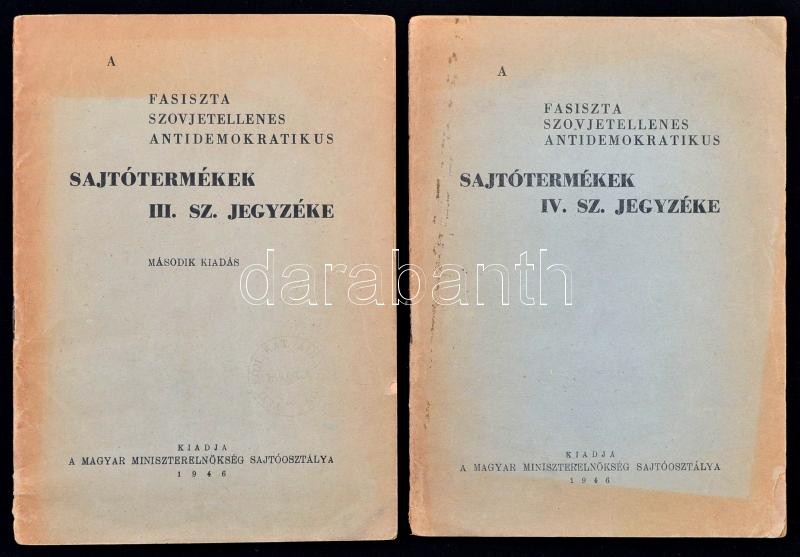 A
FASISZTA
SZOVJETELLENES
ANTIDEMOKRATIKUS
SAJTÓTERMÉKEK
III. SZ. JEGYZÉKE
MÁSODIK KIADÁS
KIADJA
A MAGYAR MINISZTERELNÖKSÉG SAJTÓOSZTÁLYA
1946
A
FASISZTA
SZOVJETELLENES
ANTIDEMOKRATIKUS
SAJTÓTERMÉKEK
IV. SZ. JEGYZÉKE
KIADJA
A MAGYAR MINISZTERELNÖKSÉG SAJTÓOSZTÁLYA
1946
darabanth